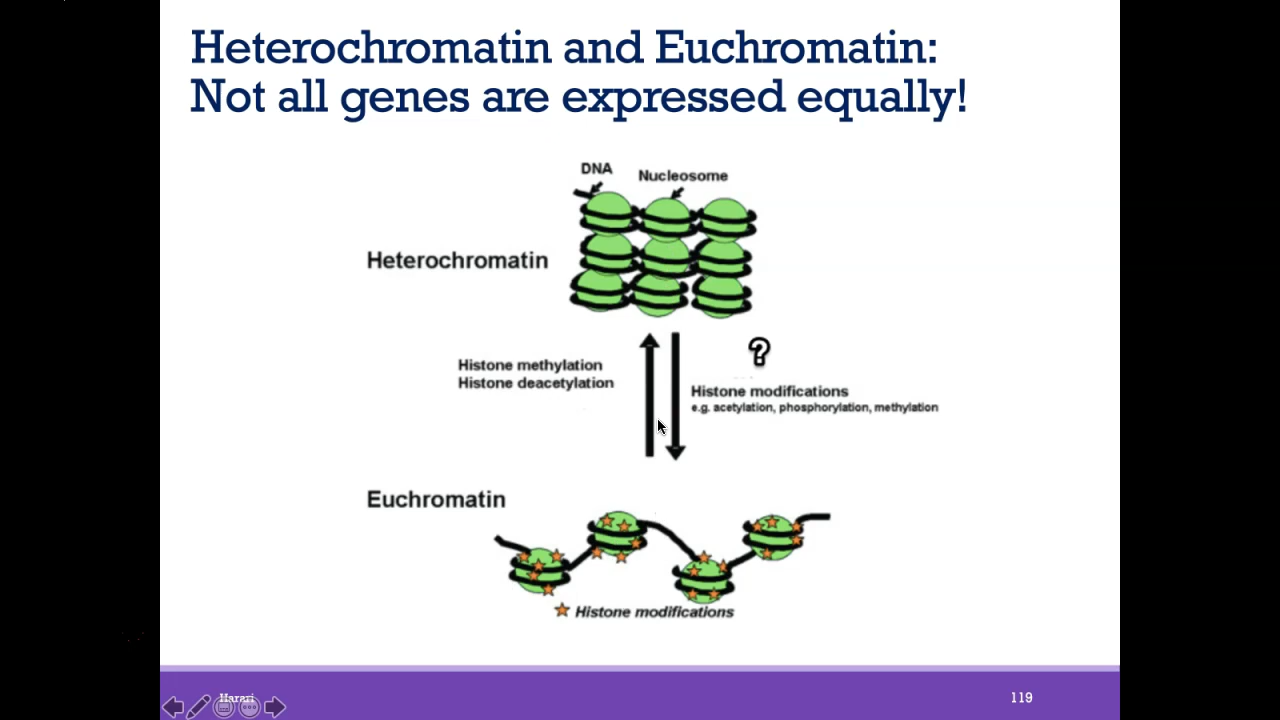 Heterochromatin and Euchromatin:
Not all genes are expressed equally!
DNA
Nucleosome
Heterochromatin
?
Histone methylation
Histone deacetylation
Histone modifications
e.g. acetylation, phosphorylation, methylation
Euchromatin
Histone modifications
Harari
119